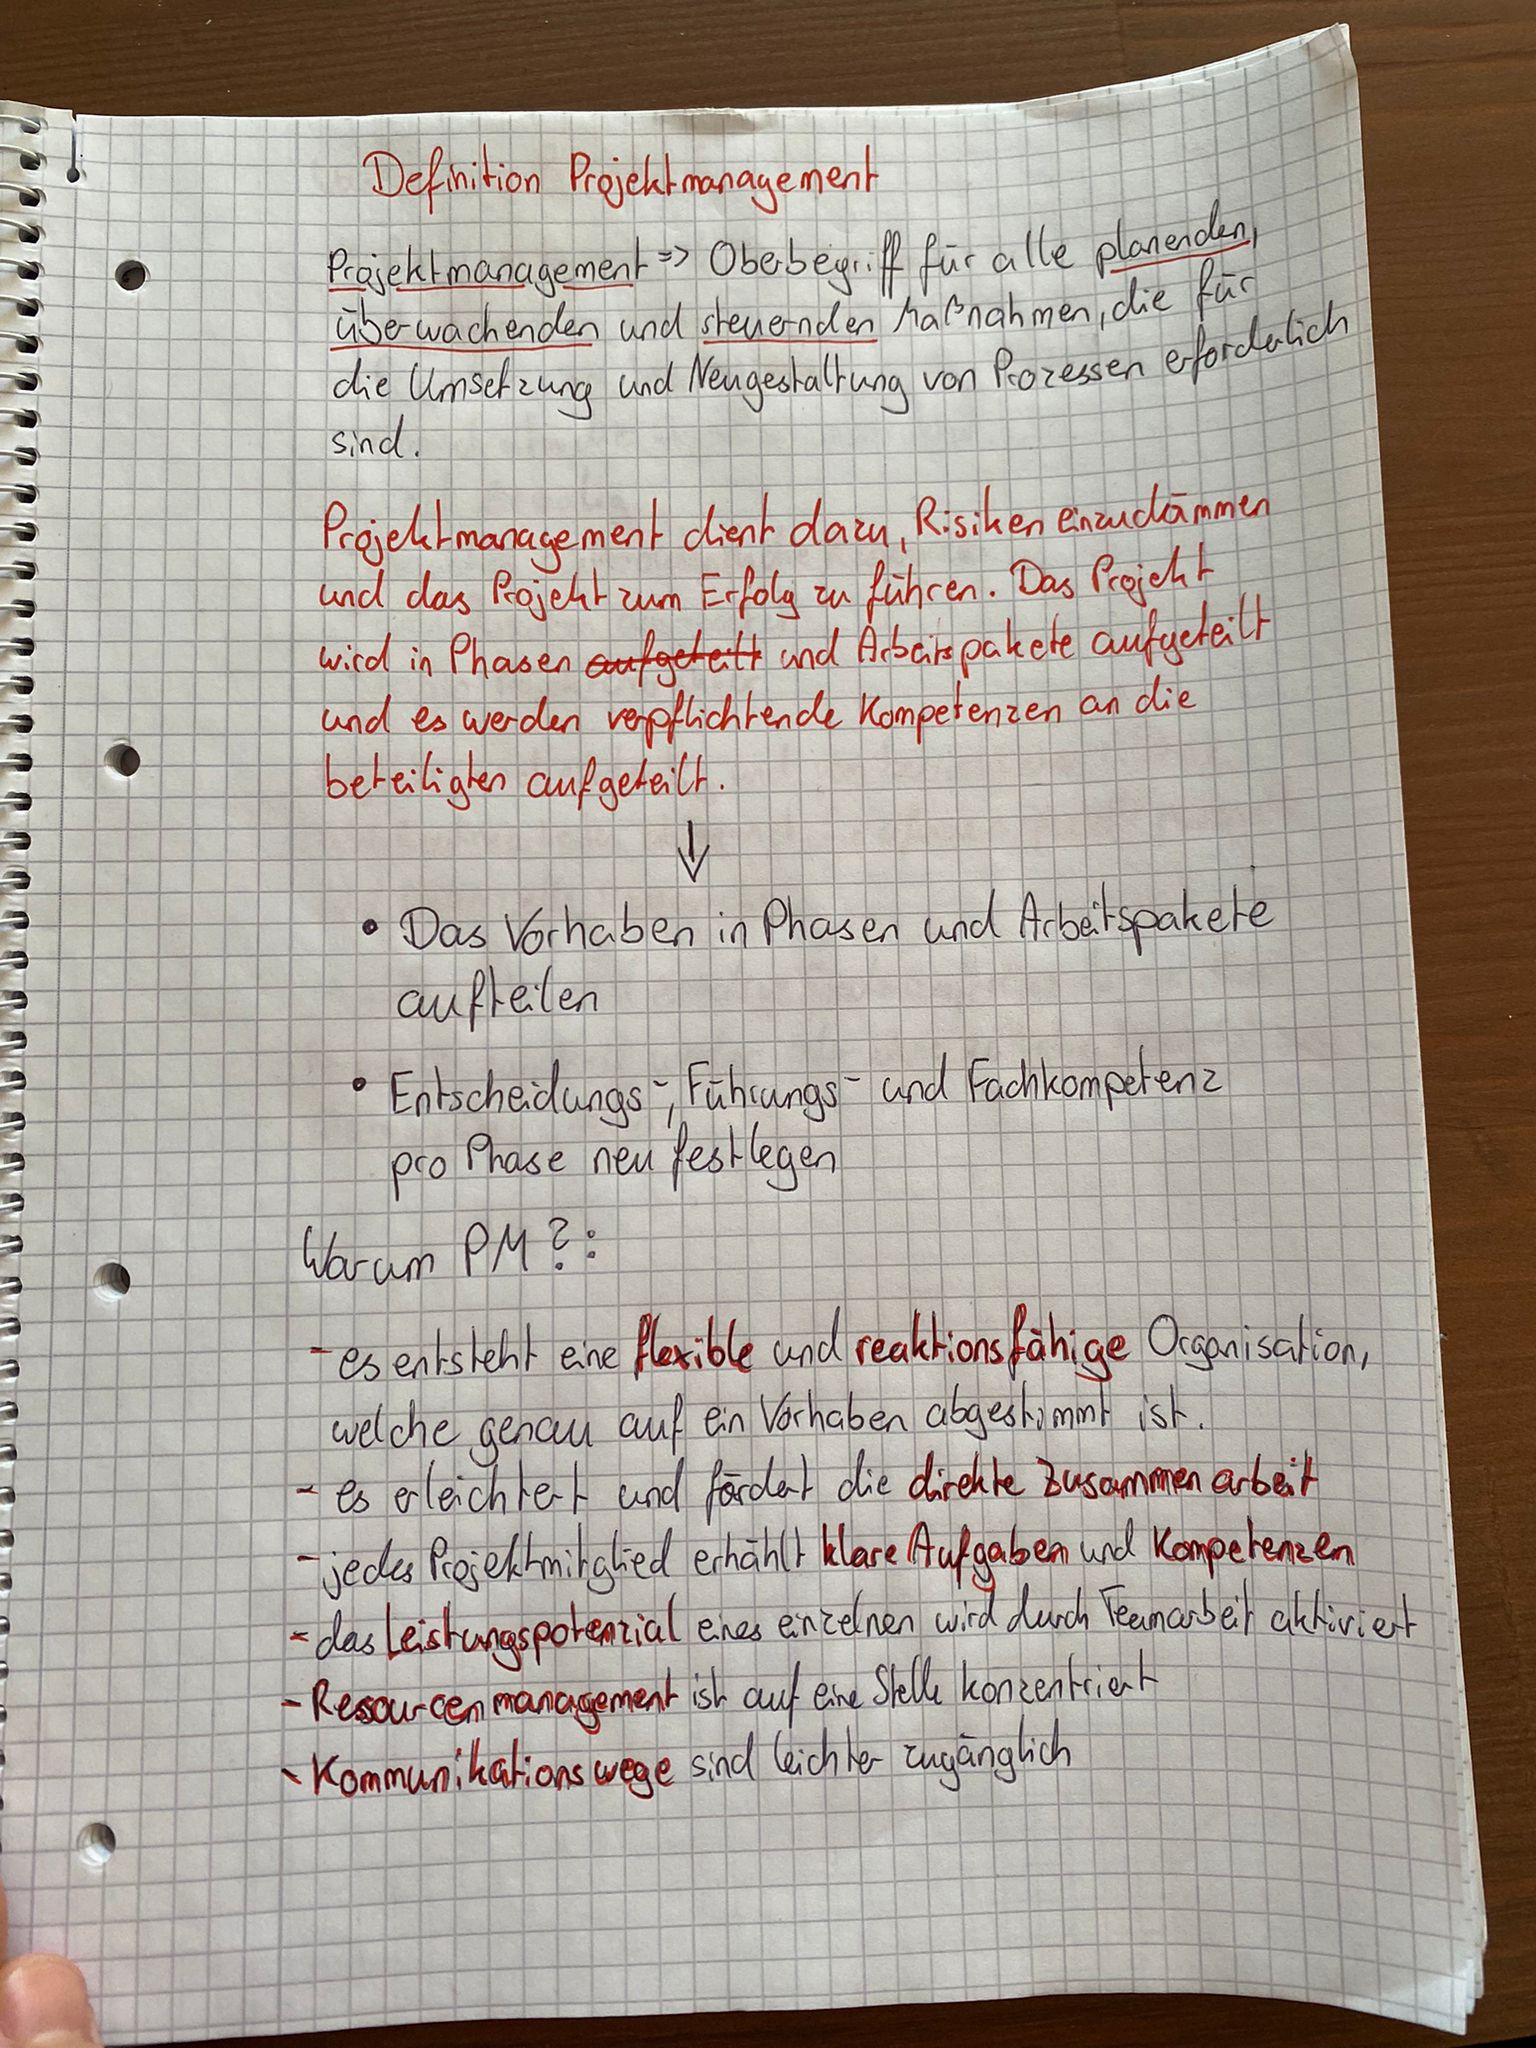 Definition Projektmanagement
Projektmanagement => Oberbegriff für alle planenden,
überwachenden und steuernden Maßnahmen, die für
die Umsetzung und Neugestaltung von Prozessen erforderlich
sind.
Projektmanagement dient dazu, Risiken einzudämmen
und das Projekt zum Erfolg zu führen. Das Projekt
wird in Phasen aufgeteilt und Arbeitspakete aufgeteilt
und es werden verpflichtende Kompetenzen an die
beteiligten aufgeteilt.
↓
• Das Vorhaben in Phasen und Arbeitspakete
aufteilen
• Entscheidungs-, Führungs- und Fachkompetenz
pro Phase neu festlegen
Warum PM?:
- es entsteht eine flexible und reaktionsfähige Organisation,
welche genau auf ein Vorhaben abgestimmt ist.
- es erleichtert und fördert die direkte Zusammenarbeit
- jedes Projektmitglied erhählt klare Aufgaben und Kompetenzen
- das Leistungspotenzial eines einzelnen wird durch Teamarbeit aktiviert
- Ressourcenmanagement ist auf eine Stelle konzentriert
- Kommunikationswege sind leichter zugänglich